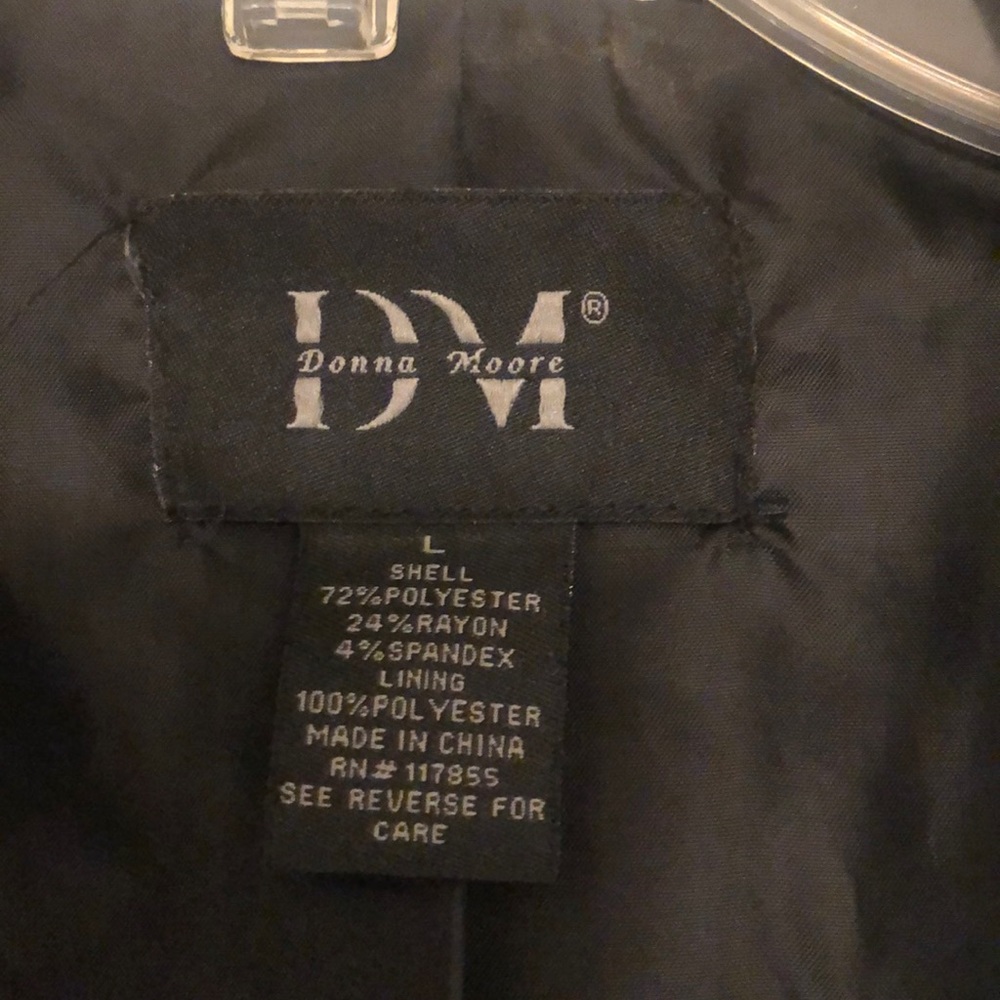 DM®
Donna Moore
L
SHELL
72%POLYESTER
24%RAYON
4%SPANDEX
LINING
100%POLYESTER
MADE IN CHINA
RN# 117855
SEE REVERSE FOR
CARE